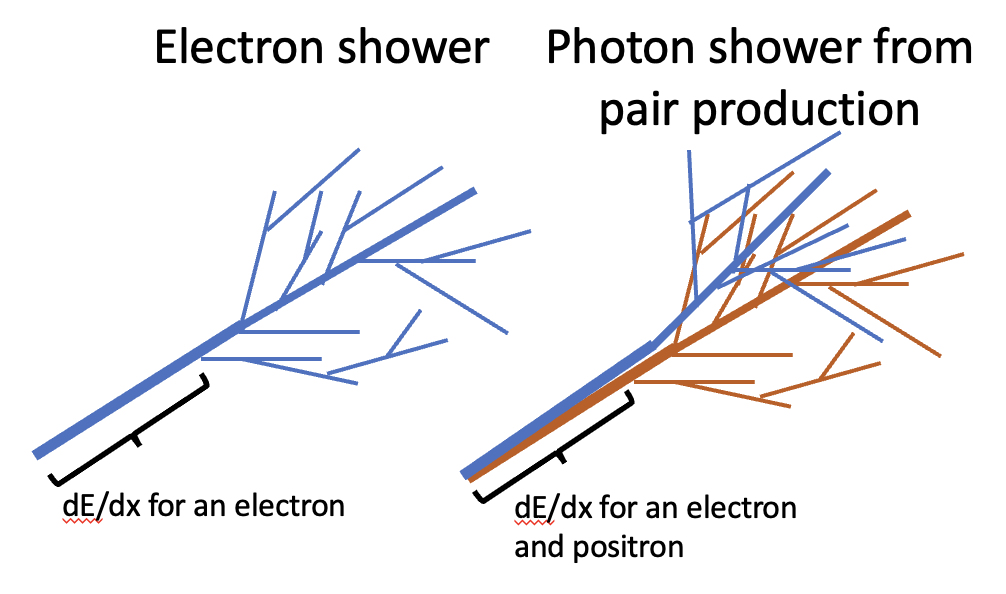 Electron shower
Photon shower from
pair production
dE/dx for an electron
dE/dx for an electron
and positron